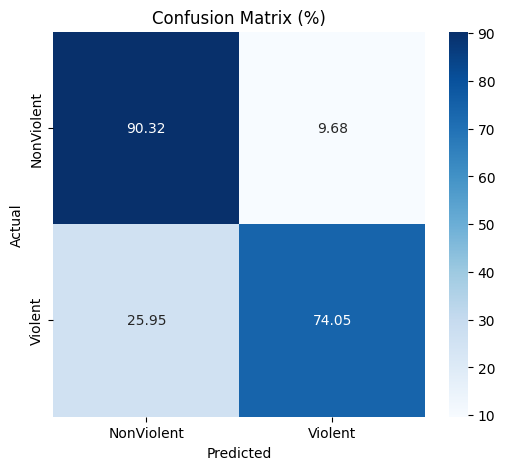 Confusion Matrix (%)
Actual
NonViolent
90.32
9.68
Violent
25.95
74.05
NonViolent
Violent
Predicted
90
80
70
60
50
40
30
20
10